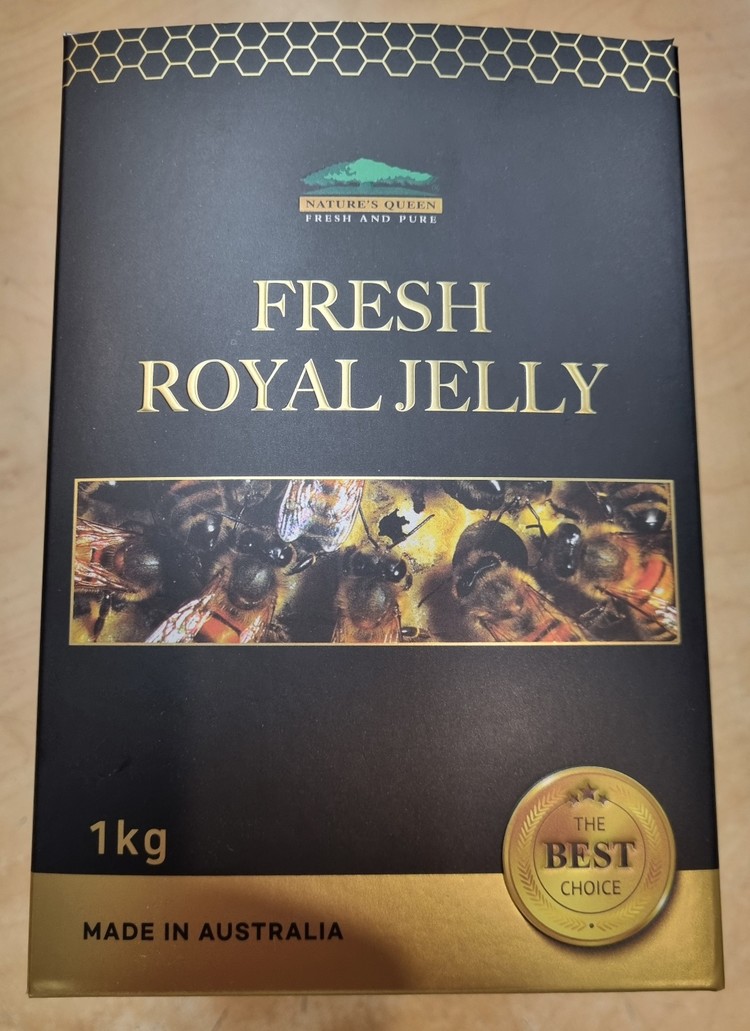 NATURE'S QUEEN
FRESH AND PURE
FRESH
ROYAL JELLY
1kg
THE
BEST
CHOICE
MADE IN AUSTRALIA